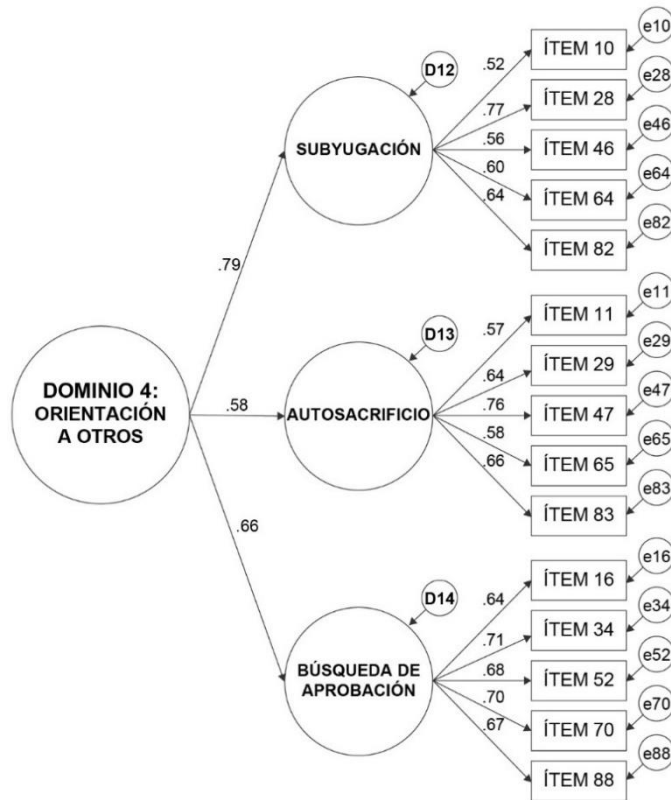 D12
SUBYUGACIÓN
.52
.77
.56
.60
.64
ÍTEM 10
e10
ÍTEM 28
e28
ÍTEM 46
e46
ÍTEM 64
e64
ÍTEM 82
e82
.79
DOMINIO 4:
ORIENTACIÓN
A OTROS
.58
.66
D13
AUTOSACRIFICIO
.57
.64
.76
.58
.66
ÍTEM 11
e11
ÍTEM 29
e29
ÍTEM 47
e47
ÍTEM 65
e65
ÍTEM 83
e83
D14
BÚSQUEDA DE
APROBACIÓN
.64
.71
.68
.70
.67
ÍTEM 16
e16
ÍTEM 34
e34
ÍTEM 52
e52
ÍTEM 70
e70
ÍTEM 88
e88